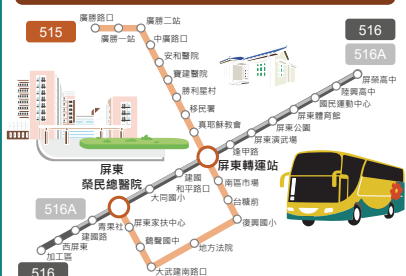 515
廣勝路口
廣勝二站
廣勝一站
中廣路口
安和醫院
寶建醫院
勝利星村
移民署
真耶穌教會
516
516A
屏榮高中
陸興高中
國民運動中心
屏東體育館
屏東公園
屏東演武場
逢甲路
屏東轉運站
屏東
榮民總醫院
建國
和平路口
大同國小
南區市場
台糖前
復興國小
516A
青果社
屏東家扶中心
建國路
鶴聲國中
地方法院
西屏東
加工區
大武建南路口
516